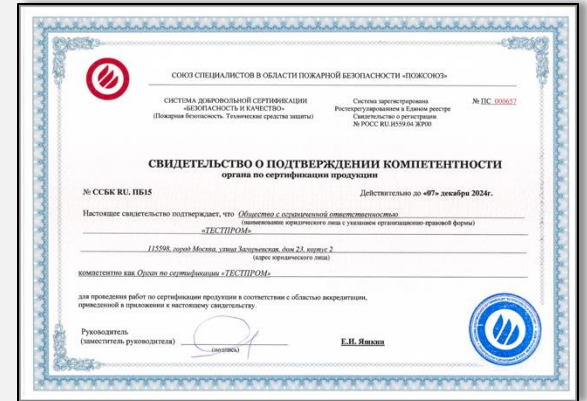 СОЮЗ СПЕЦИАЛИСТОВ В ОБЛАСТИ ПОЖАРНОЙ БЕЗОПАСНОСТИ «ПОЖСОЮЗ»
СИСТЕМА ДОБРОВОЛЬНОЙ СЕРТИФИКАЦИИ
«БЕЗОПАСНОСТЬ И КАЧЕСТВО»
(Пожарная безопасность. Технические средства защиты)
Система зарегистрирована
Ростехрегулированием в Едином реестре
Свидетельство о регистрации
№ РОСС RU.И559.04 ЖР00
№ ПС 000657
СВИДЕТЕЛЬСТВО О ПОДТВЕРЖДЕНИИ КОМПЕТЕНТНОСТИ
органа по сертификации продукции
№ ССБК RU. ПБ15
Действительно до «07» декабря 2024г.
Настоящее свидетельство подтверждает, что Общество с ограниченной ответственностью
(наименование юридического лица с указанием организационно-правовой формы)
«ТЕСТПРОМ»
115598, город Москва, улица Загорьевская, дом 23, корпус 2
(адрес юридического лица)
компетентно как Орган по сертификации «ТЕСТПРОМ»
для проведения работ по сертификации продукции в соответствии с областью аккредитации,
приведенной в приложении к настоящему свидетельству.
Руководитель
(заместитель руководителя)
(подпись)
Е.И. Яшкин